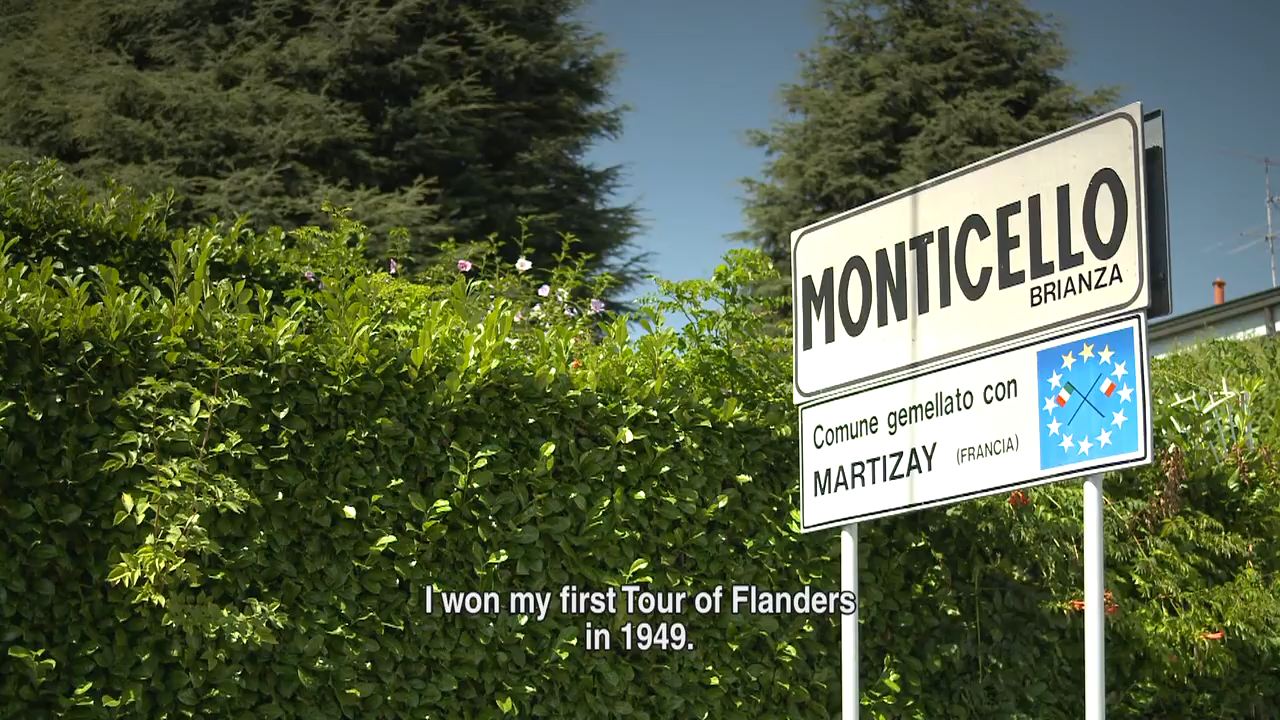 MONTICELLO
BRIANZA
Comune gemellato con
MARTIZAY (FRANCIA)
I won my first Tour of Flanders
in 1949.